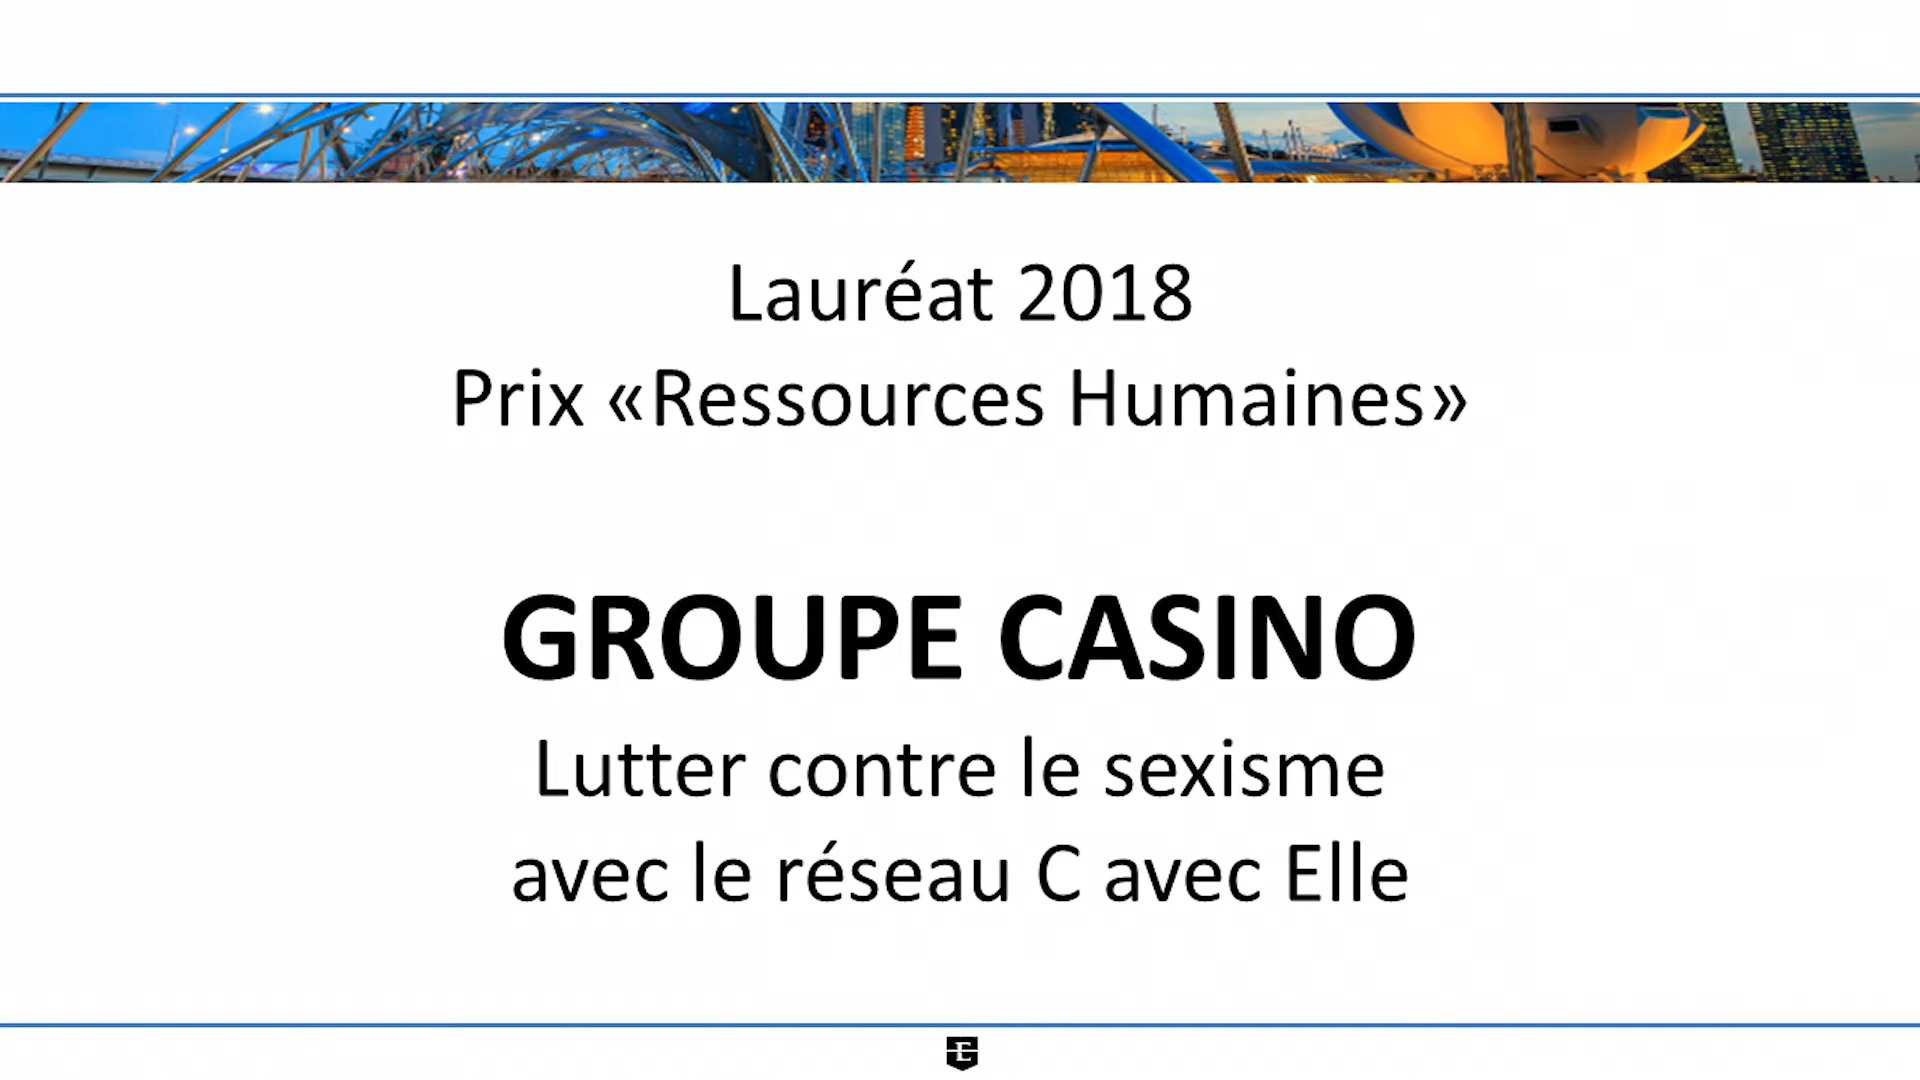 Lauréat 2018
Prix «Ressources Humaines»
GROUPE CASINO
Lutter contre le sexisme
avec le réseau C avec Elle
E